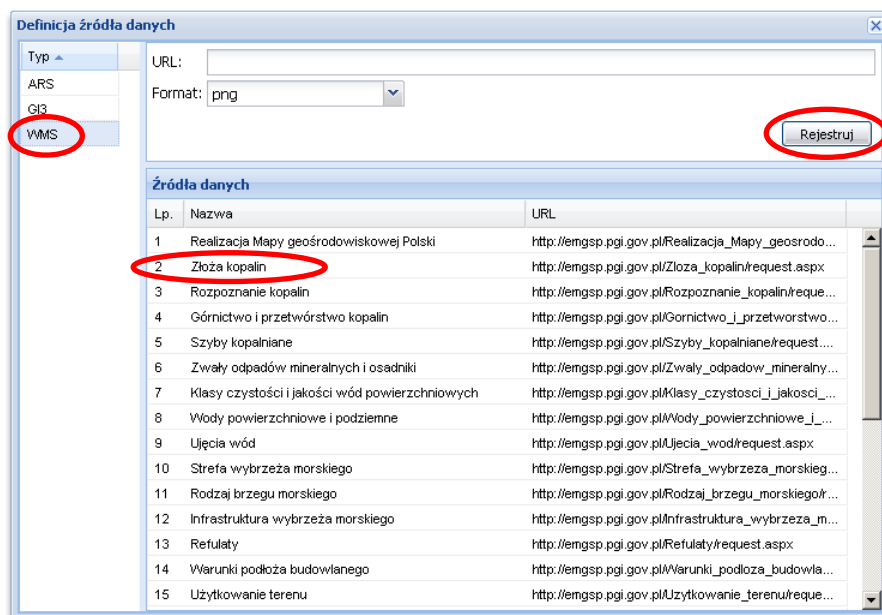 Definicja źródła danych
Typ
ARS
GI3
WMS
URL:
Format: png
Rejestruj
Źródła danych
Lp. Nazwa URL
1 Realizacja Mapy geośrodowiskowej Polski http://emgsp.pgi.gov.pl/Realizacja_Mapy_geosrodo...
2 Złoża kopalin http://emgsp.pgi.gov.pl/Zloza_kopalin/request.aspx
3 Rozpoznanie kopalin http://emgsp.pgi.gov.pl/Rozpoznanie_kopalin/reque...
4 Górnictwo i przetwórstwo kopalin http://emgsp.pgi.gov.pl/Gornictwo_i_przetworstwo...
5 Szyby kopalniane http://emgsp.pgi.gov.pl/Szyby_kopalniane/request....
6 Zwały odpadów mineralnych i osadniki http://emgsp.pgi.gov.pl/Zwaly_odpadow_mineralny...
7 Klasy czystości i jakości wód powierzchniowych http://emgsp.pgi.gov.pl/Klasy_czystosci_i_jakosci_...
8 Wody powierzchniowe i podziemne http://emgsp.pgi.gov.pl/Wody_powierzchniowe_i_...
9 Ujęcia wód http://emgsp.pgi.gov.pl/Ujecia_wod/request.aspx
10 Strefa wybrzeża morskiego http://emgsp.pgi.gov.pl/Strefa_wybrzeza_morskieg...
11 Rodzaj brzegu morskiego http://emgsp.pgi.gov.pl/Rodzaj_brzegu_morskiego/r...
12 Infrastruktura wybrzeża morskiego http://emgsp.pgi.gov.pl/Infrastruktura_wybrzeza_m...
13 Refulaty http://emgsp.pgi.gov.pl/Refulaty/request.aspx
14 Warunki podłoża budowlanego http://emgsp.pgi.gov.pl/Warunki_podloza_budowla...
15 Użytkowanie terenu http://emgsp.pgi.gov.pl/Uzytkowanie_terenu/reque...